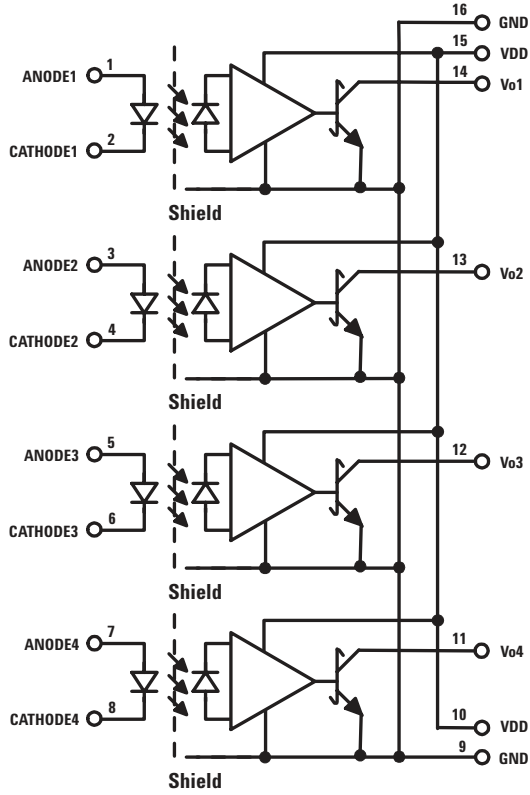 16 GND
15 VDD
ANODE1 1
14 Vo1
CATHODE1 2
Shield
ANODE2 3
13 Vo2
CATHODE2 4
Shield
ANODE3 5
12 Vo3
CATHODE3 6
Shield
ANODE4 7
11 Vo4
CATHODE4 8
10 VDD
9 GND
Shield